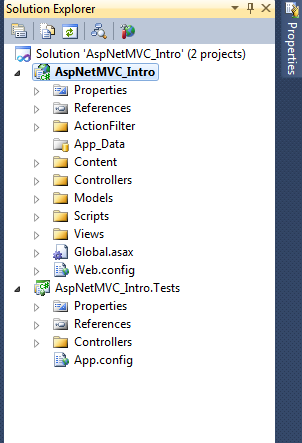 Solution Explorer
Solution 'AspNetMVC_Intro' (2 projects)
AspNetMVC_Intro
Properties
References
ActionFilter
App_Data
Content
Controllers
Models
Scripts
Views
Global.asax
Web.config
AspNetMVC_Intro.Tests
Properties
References
Controllers
App.config
Properties